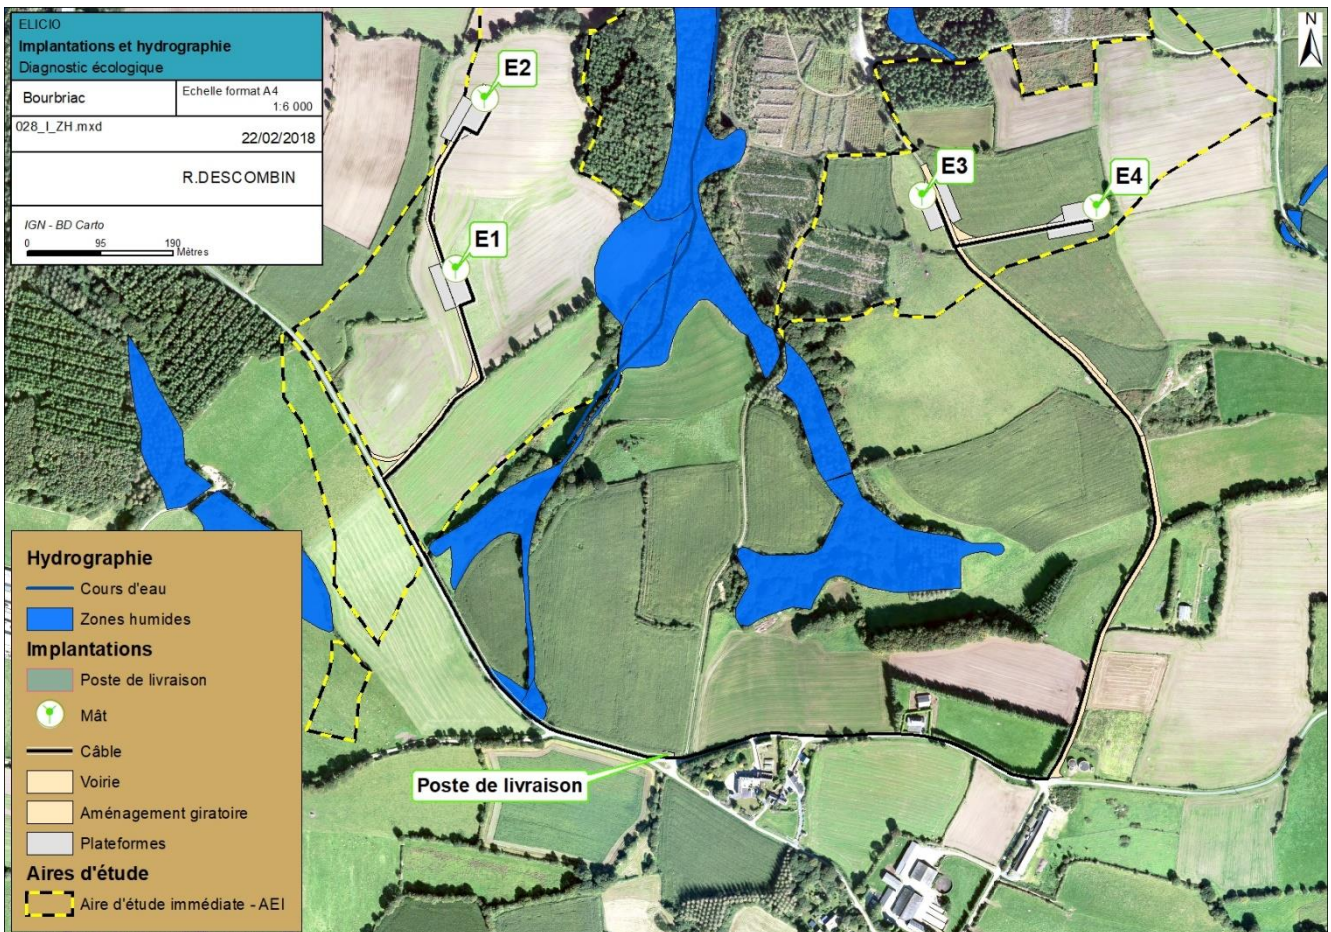 ELICIO
Implantations et hydrographie
Diagnostic écologique
Bourbriac
Echelle format A4
1:6 000
028_I_ZH.mxd
22/02/2018
R.DESCOMBIN
IGN - BD Carto
0 95 190
Mètres
N
E2
E1
E3
E4
Poste de livraison
Hydrographie
Cours d'eau
Zones humides
Implantations
Poste de livraison
Mât
Câble
Voirie
Aménagement giratoire
Plateformes
Aires d'étude
Aire d'étude immédiate - AEI